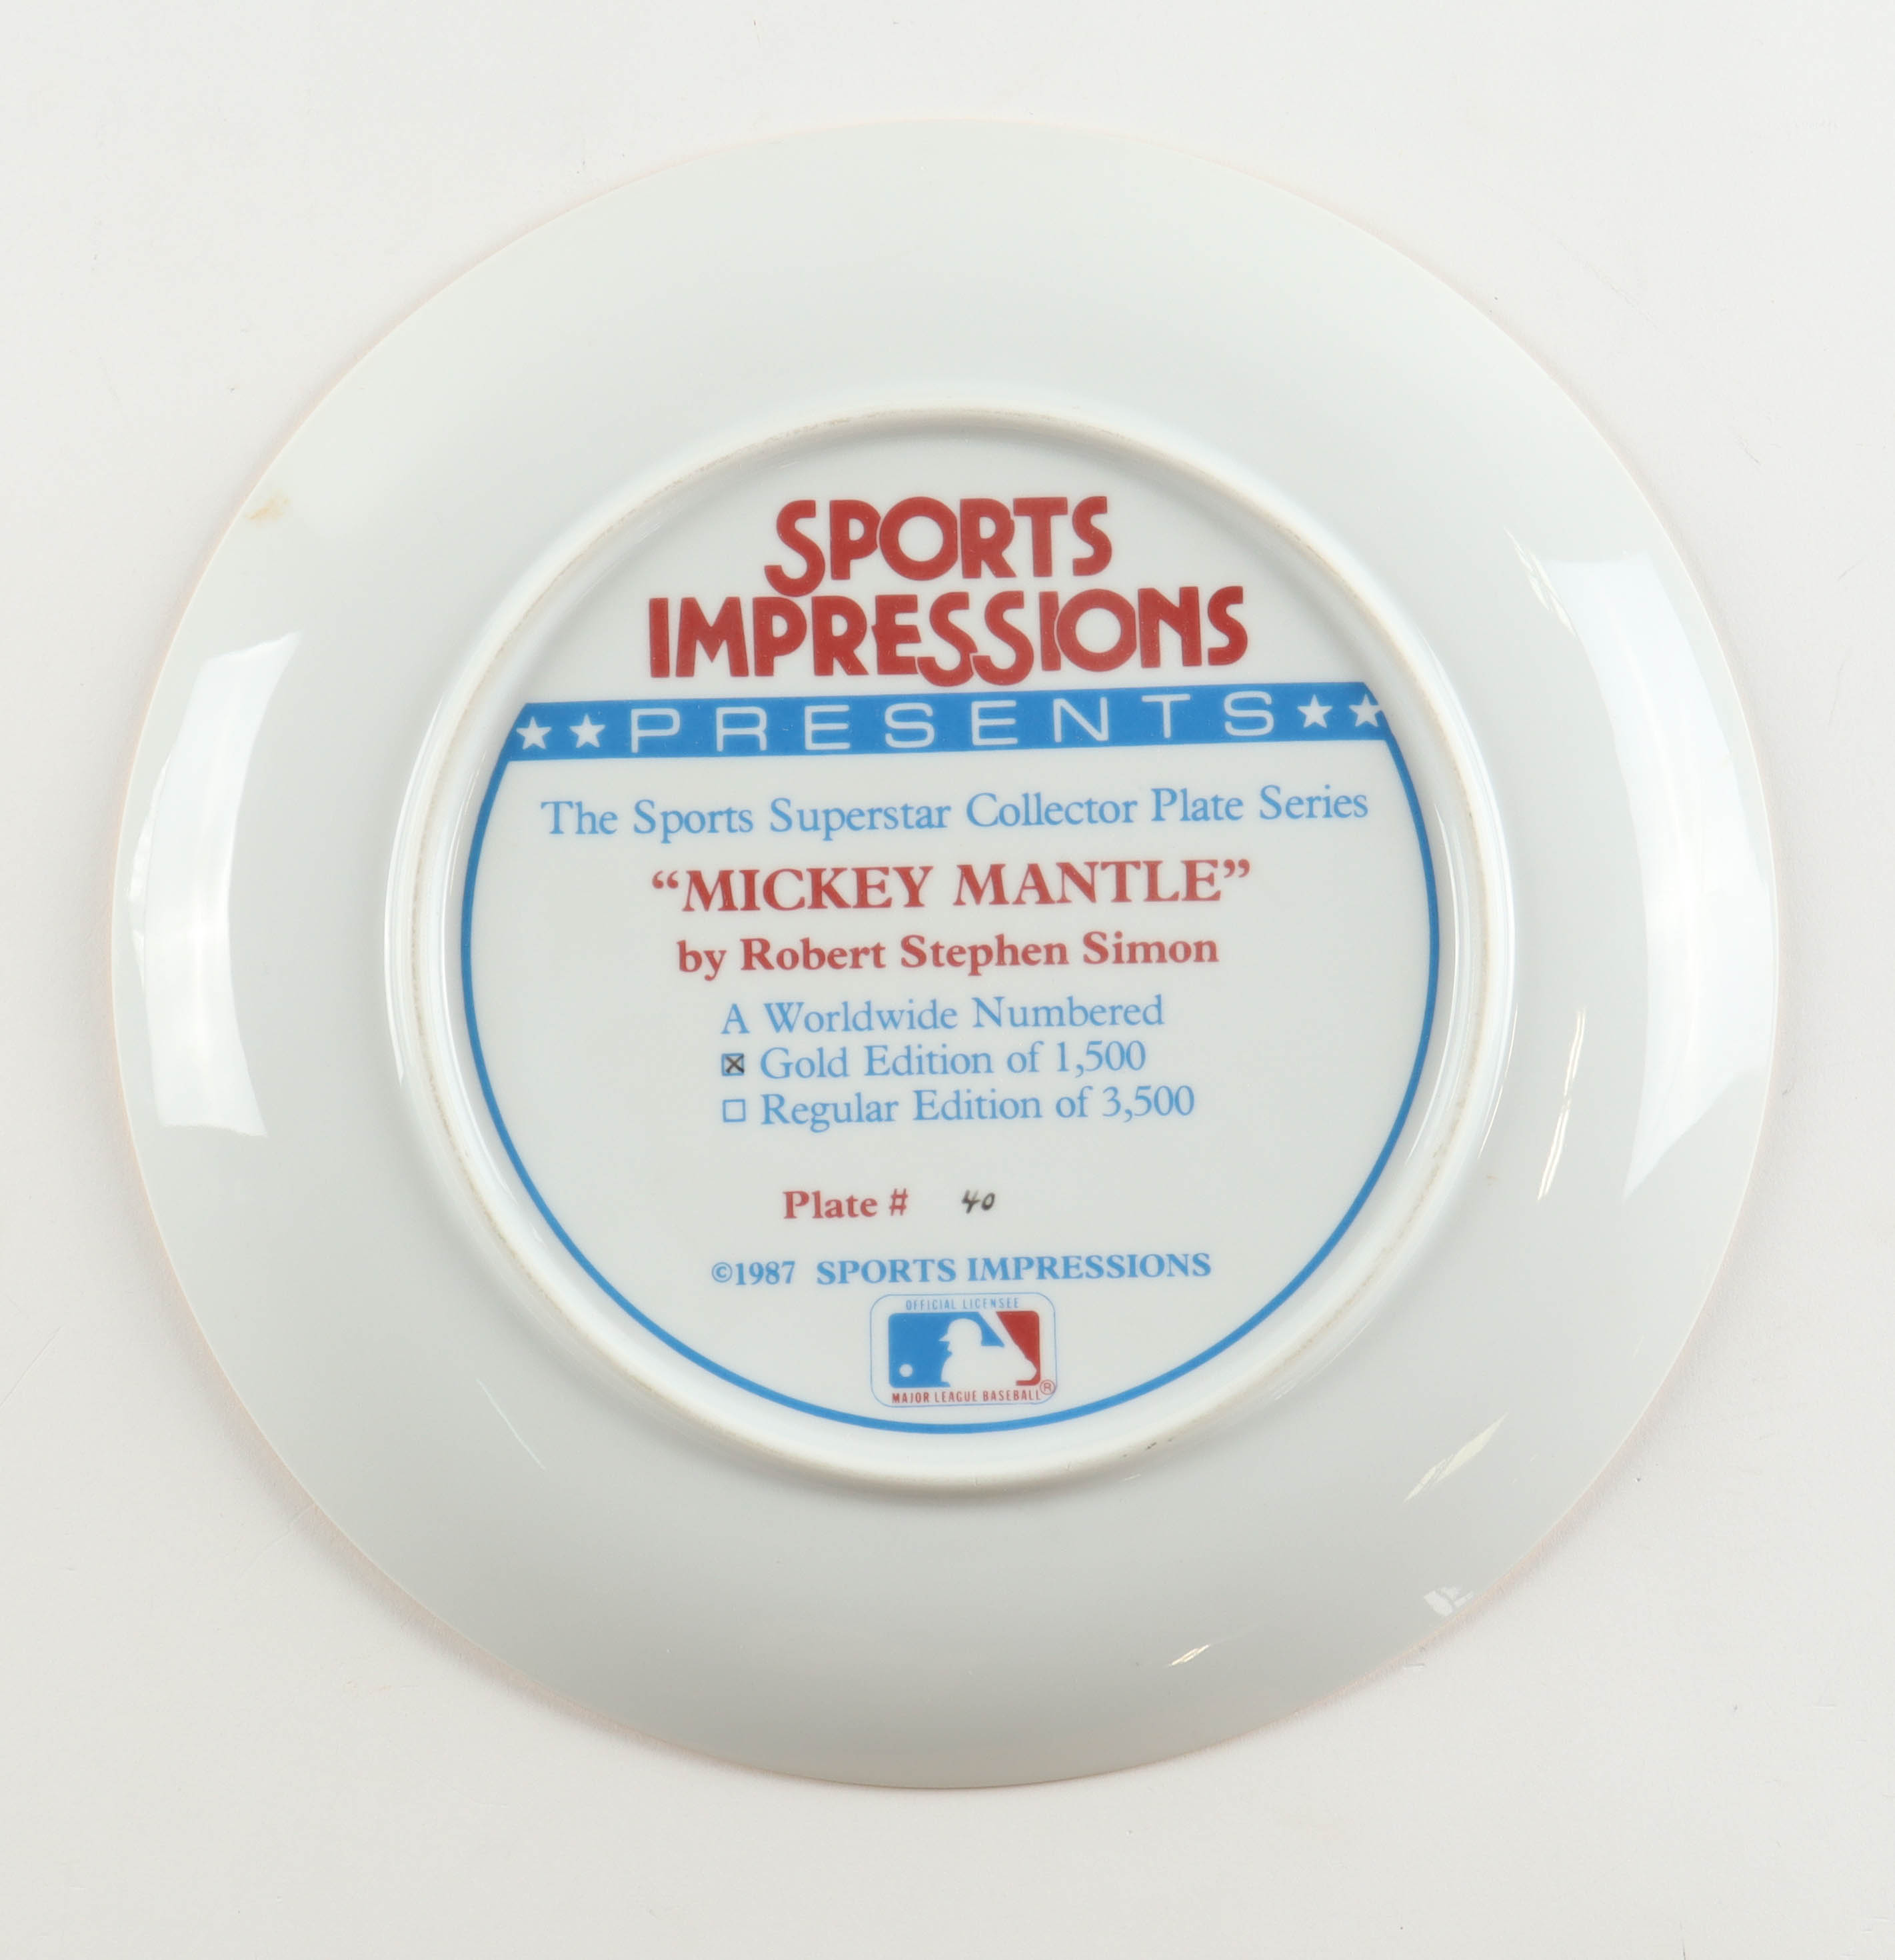 SPORTS
IMPRESSIONS
★★PRESENTS★★
The Sports Superstar Collector Plate Series
“MICKEY MANTLE”
by Robert Stephen Simon
A Worldwide Numbered
☒ Gold Edition of 1,500
☐ Regular Edition of 3,500
Plate # 40
©1987 SPORTS IMPRESSIONS
OFFICIAL LICENSEE
MAJOR LEAGUE BASEBALL®